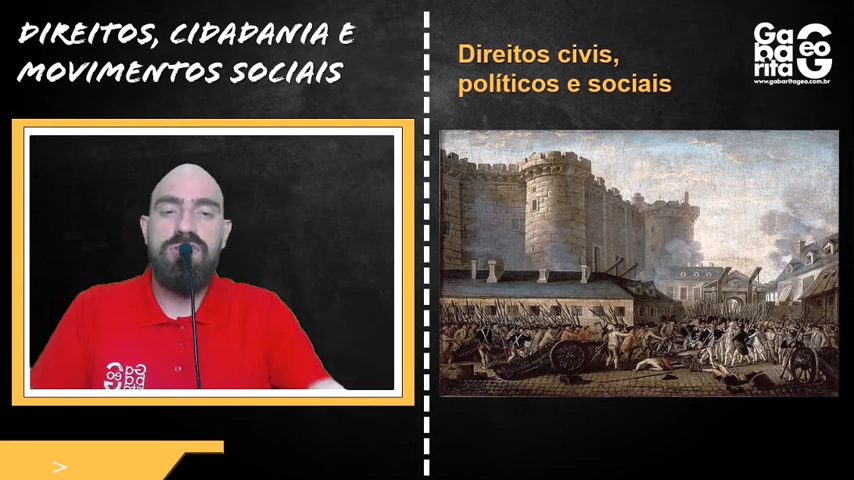 DIREITOS, CIDADANIA E
MOVIMENTOS SOCIAIS
Direitos civis,
políticos e sociais
Ga
ba
rita
Geo
www.gabaritageo.com.br
>